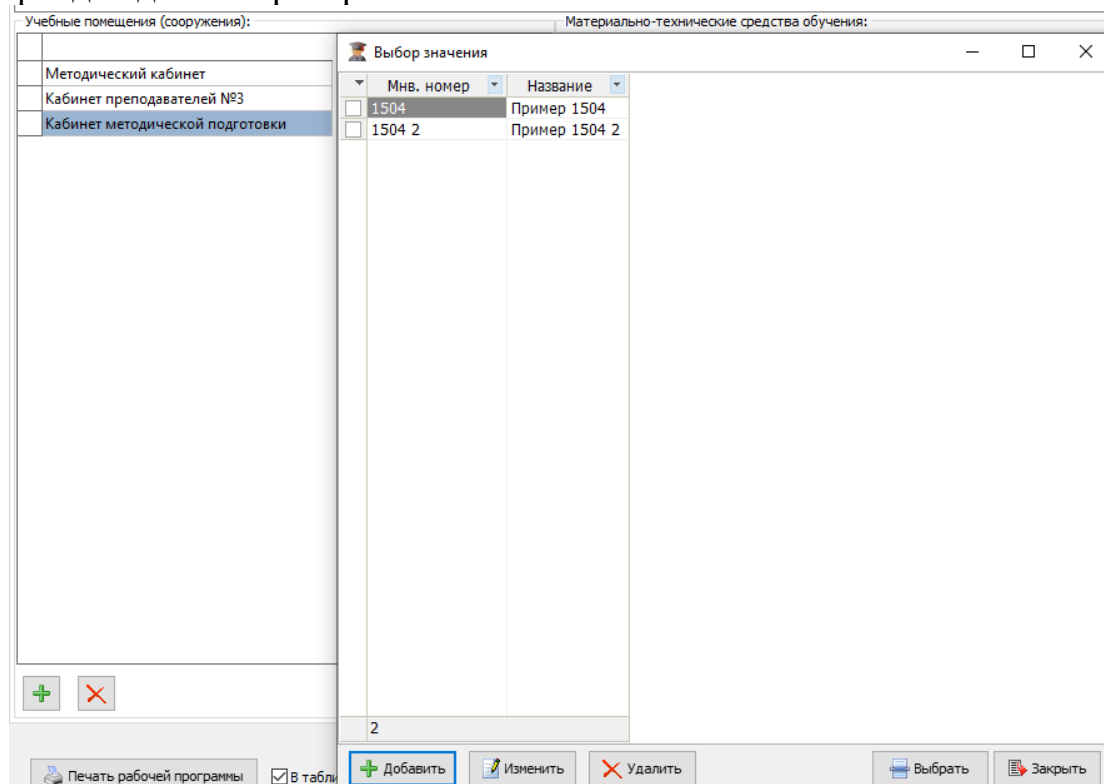 Учебные помещения (сооружения):
Материально-технические средства обучения:
Выбор значения
Методический кабинет
Кабинет преподавателей №3
Кабинет методической подготовки
Мнв. номер Название
1504 Пример 1504
1504 2 Пример 1504 2
2
Добавить Изменить Удалить Выбрать Закрыть
Печать рабочей программы В табли